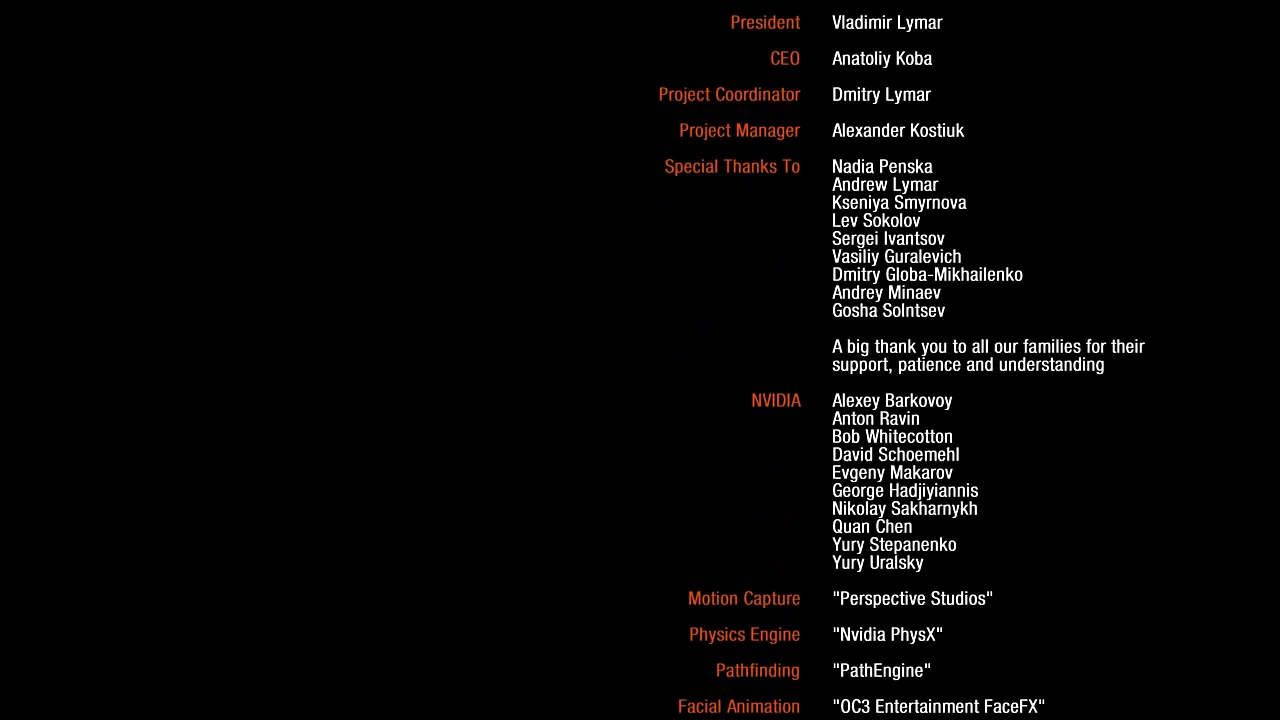 President Vladimir Lymar
CEO Anatoliy Koba
Project Coordinator Dmitry Lymar
Project Manager Alexander Kostiuk
Special Thanks To Nadia Penska
Andrew Lymar
Kseniya Smyrnova
Lev Sokolov
Sergei Ivantsov
Vasiliy Guralevich
Dmitry Globa-Mikhailenko
Andrey Minaev
Gosha Solntsev
A big thank you to all our families for their
support, patience and understanding
NVIDIA Alexey Barkovoy
Anton Ravin
Bob Whitecotton
David Schoemehl
Evgeny Makarov
George Hadjiyiannis
Nikolay Sakharnykh
Quan Chen
Yury Stepanenko
Yury Uralsky
Motion Capture "Perspective Studios"
Physics Engine "Nvidia PhysX"
Pathfinding "PathEngine"
Facial Animation "OC3 Entertainment FaceFX"